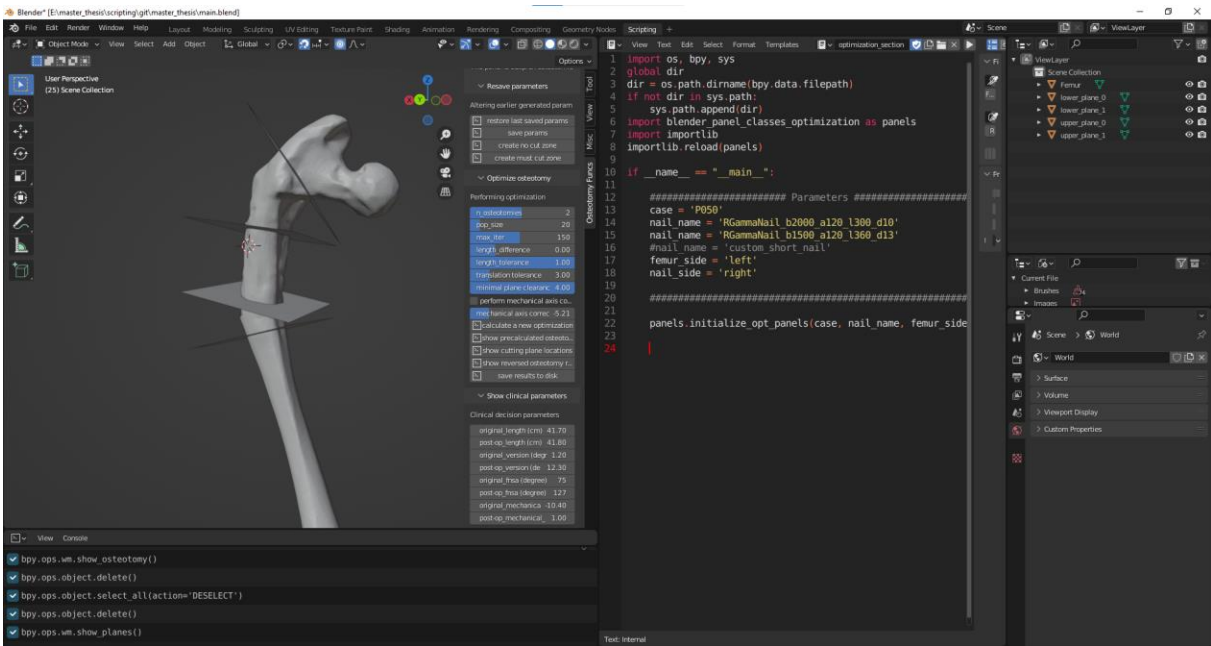 Blender* [E:\master_thesis\scripting\git\master_thesis\main.blend]
File Edit Render Window Help Layout Modeling Sculpting UV Editing Texture Paint Shading Animation Rendering Compositing Geometry Nodes Scripting + Scene ViewLayer
Object Mode View Select Add Object Global
Options
User Perspective
(25) Scene Collection
Z
Y
Tool
View
Misc
Osteotomy Funcs
Resave parameters
Altering earlier generated param
restore last saved params
save params
create no cut zone
create must cut zone
Optimize osteotomy
Performing optimization
n_osteotomies 2
pop_size 20
max_iter 150
length_difference 0.00
length_tolerance 1.00
translation tolerance 3.00
minimal plane clearanc 4.00
perform mechanical axis co...
mechanical axis correc -5.21
calculate a new optimization
show precalculated osteoto...
show cutting plane locations
show reversed osteotomy r...
save results to disk
Show clinical parameters
Clinical decision parameters
original_length (cm) 41.70
post-op_length (cm) 41.80
original_version (degr 1.20
post-op_version (de 12.30
original_fnsa (degree) 75
post-op_fnsa (degree) 127
original_mechanica -10.40
post-op_mechanical_ 1.00
View Console
bpy.ops.wm.show_osteotomy()
bpy.ops.object.delete()
bpy.ops.object.select_all(action='DESELECT')
bpy.ops.object.delete()
bpy.ops.wm.show_planes()
View Text Edit Select Format Templates optimization_section
1 import os, bpy, sys
2 global dir
3 dir = os.path.dirname(bpy.data.filepath)
4 if not dir in sys.path:
5 sys.path.append(dir)
6 import blender_panel_classes_optimization as panels
7 import importlib
8 importlib.reload(panels)
9
10 if __name__ == "__main__":
11
12 ######################## Parameters ####################
13 case = 'P050'
14 nail_name = 'RGammaNail_b2000_a120_l300_d10'
15 nail_name = 'RGammaNail_b1500_a120_l360_d13'
16 #nail_name = 'custom_short_nail'
17 femur_side = 'left'
18 nail_side = 'right'
19
20 ########################################################
21
22 panels.initialize_opt_panels(case, nail_name, femur_side
23
24
Text: Internal
ViewLayer
Scene Collection
Femur
lower_plane_0
lower_plane_1
upper_plane_0
upper_plane_1
Current File
Brushes
Images
Scene World
World
Surface
Volume
Viewport Display
Custom Properties